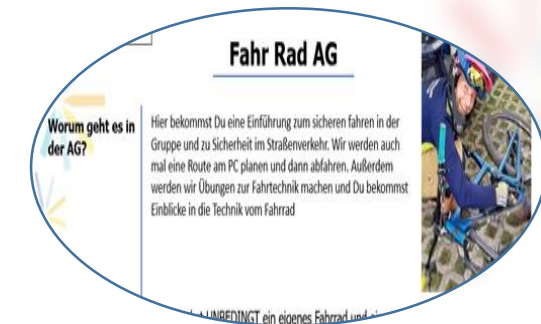 Fahr Rad AG
Worum geht es in
der AG?
Hier bekommst Du eine Einführung zum sicheren fahren in der
Gruppe und zu Sicherheit im Straßenverkehr. Wir werden auch
mal eine Route am PC planen und dann abfahren. Außerdem
werden wir Übungen zur Fahrtechnik machen und Du bekommst
Einblicke in die Technik vom Fahrrad
UNBEDINGT ein eigenes Fahrrad und